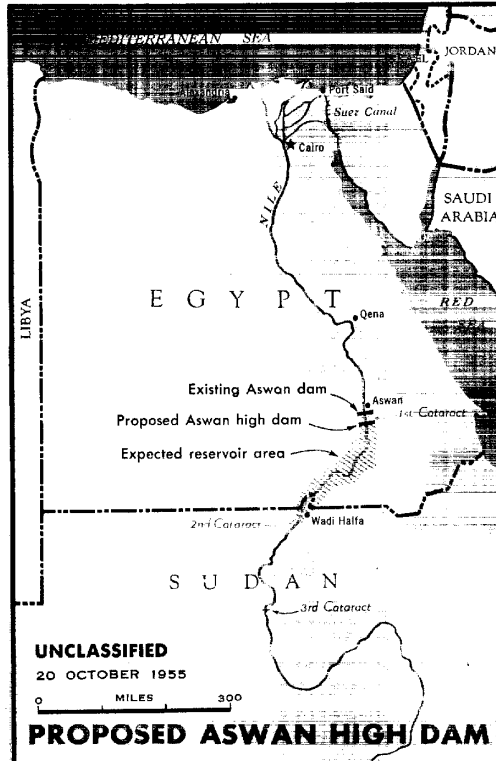 MEDITERRANEAN SEA
JORDAN
Port Said
Suez Canal
Cairo
NILE
SAUDI
ARABIA
EGYPT
RED
SEA
LIBYA
Qena
Existing Aswan dam
Aswan
1st Cataract
Proposed Aswan high dam
Expected reservoir area
2nd Cataract
Wadi Halfa
SUDAN
3rd Cataract
UNCLASSIFIED
20 OCTOBER 1955
MILES
0 300
PROPOSED ASWAN HIGH DAM